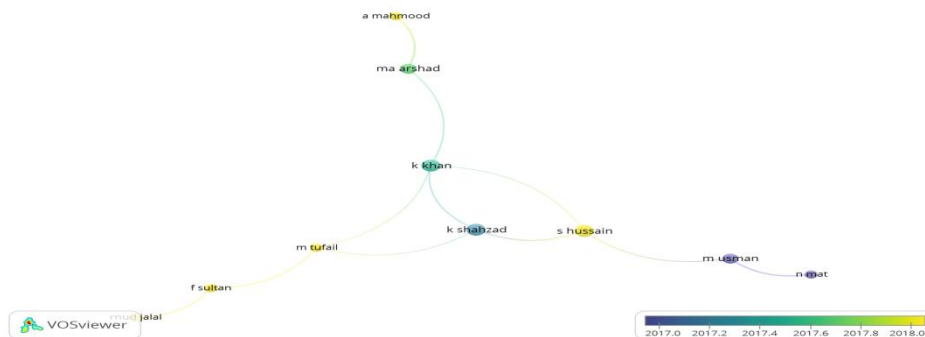 a mahmood
ma arshad
k khan
k shahzad
s hussain
m tufail
m usman
n mat
f sultan
jalal
VOSviewer
2017.0 2017.2 2017.4 2017.6 2017.8 2018.0